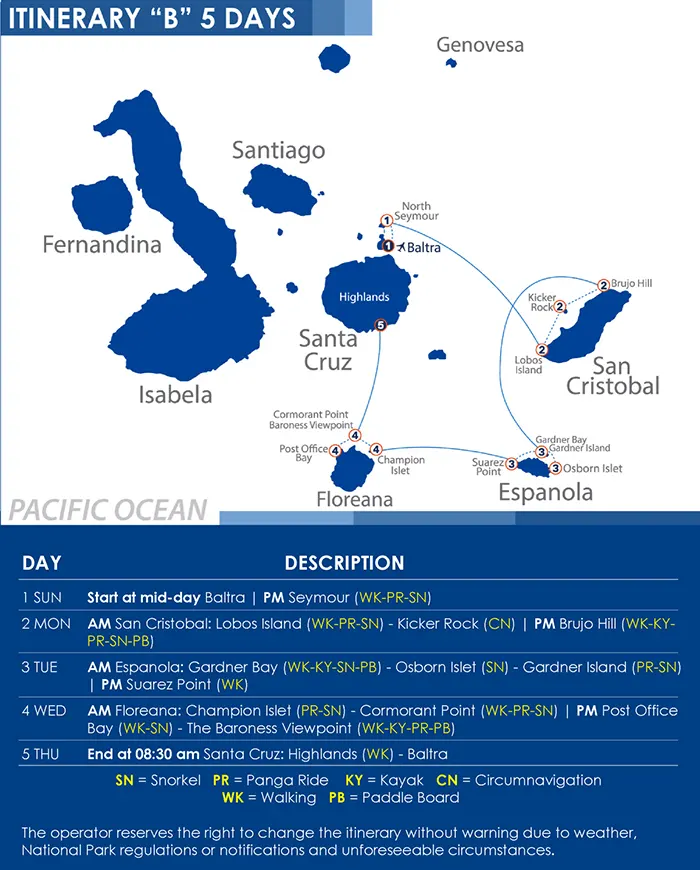 ITINERARY “B” 5 DAYS
Genovesa
Santiago
North
Seymour
Fernandina
1
1
Baltra
Highlands
2
Brujo Hill
Kicker
Rock
2
5
Santa
Cruz
2
Lobos
Island
San
Cristobal
Isabela
Cormorant Point
Baroness Viewpoint
4
Post Office
Bay
4
4
Champion
Islet
Gardner Bay
Gardner Island
3
Suarez
Point
3
3
Osborn Islet
Floreana
Espanola
PACIFIC OCEAN
DAY DESCRIPTION
1 SUN Start at mid-day Baltra | PM Seymour (WK-PR-SN)
2 MON AM San Cristobal: Lobos Island (WK-PR-SN) - Kicker Rock (CN) | PM Brujo Hill (WK-KY-
PR-SN-PB)
3 TUE AM Espanola: Gardner Bay (WK-KY-SN-PB) - Osborn Islet (SN) - Gardner Island (PR-SN)
| PM Suarez Point (WK)
4 WED AM Floreana: Champion Islet (PR-SN) - Cormorant Point (WK-PR-SN) | PM Post Office
Bay (WK-SN) - The Baroness Viewpoint (WK-KY-PR-PB)
5 THU End at 08:30 am Santa Cruz: Highlands (WK) - Baltra
SN = Snorkel PR = Panga Ride KY = Kayak CN = Circumnavigation
WK = Walking PB = Paddle Board
The operator reserves the right to change the itinerary without warning due to weather,
National Park regulations or notifications and unforeseeable circumstances.